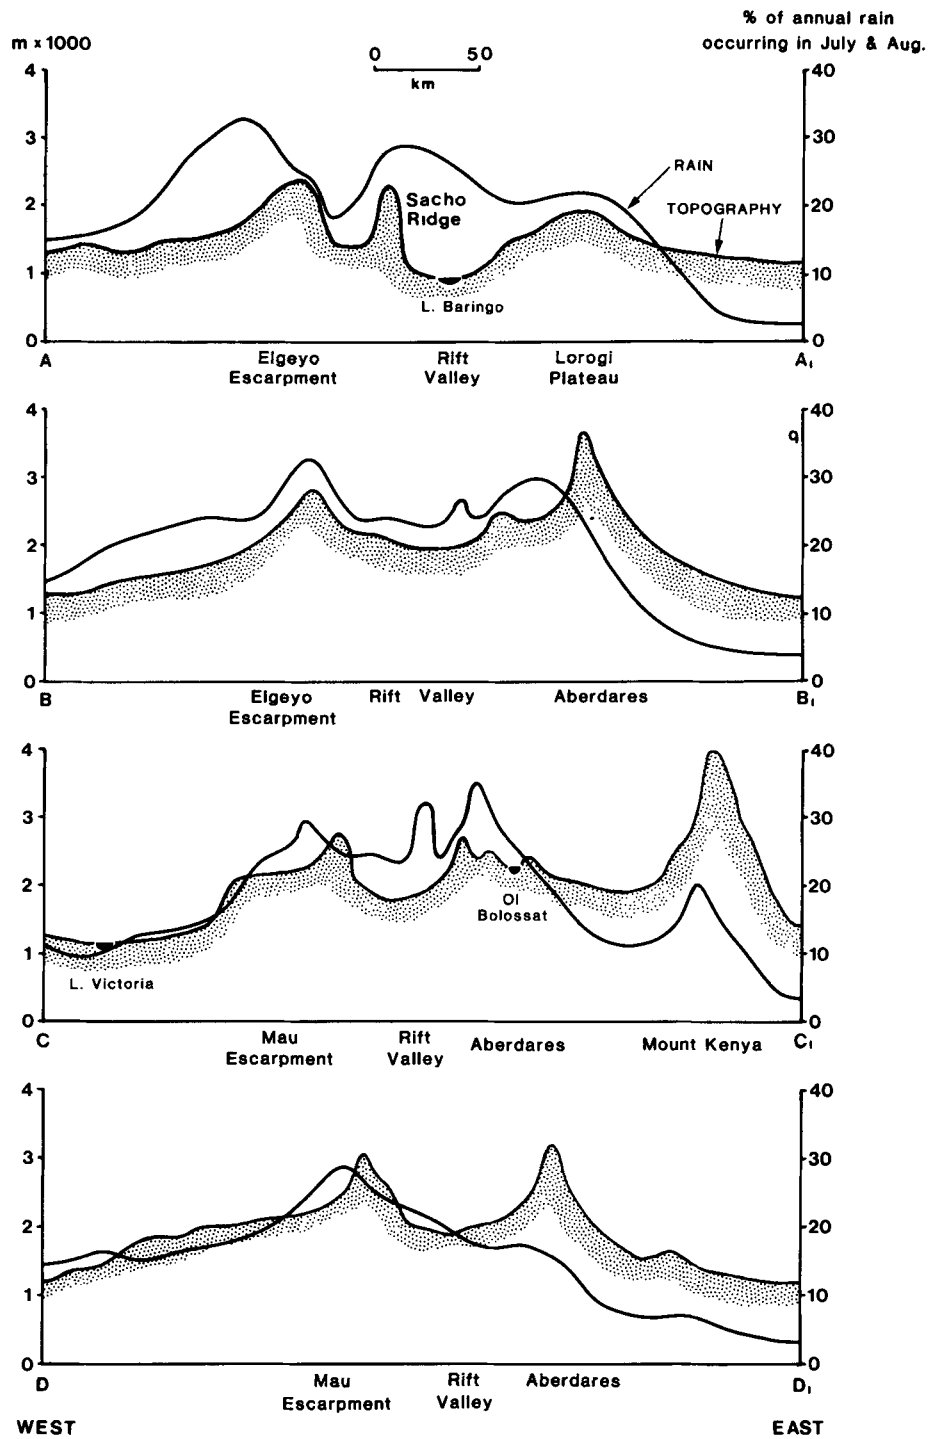 % of annual rain
m x 1000 occurring in July & Aug.
0 50
km
4 40
3 30
RAIN
Sacho
Ridge
TOPOGRAPHY
2 20
1 10
L. Baringo
0 0
A Elgeyo Rift Lorogi A₁
Escarpment Valley Plateau
4 40
q
3 30
2 20
1 10
0 0
B Elgeyo Rift Valley Aberdares B₁
Escarpment
4 40
3 30
2 20
Ol
Bolossat
1 10
L. Victoria
0 0
C Mau Rift Aberdares Mount Kenya C₁
Escarpment Valley
4 40
3 30
2 20
1 10
0 0
D Mau Rift Aberdares D₁
Escarpment Valley
WEST EAST